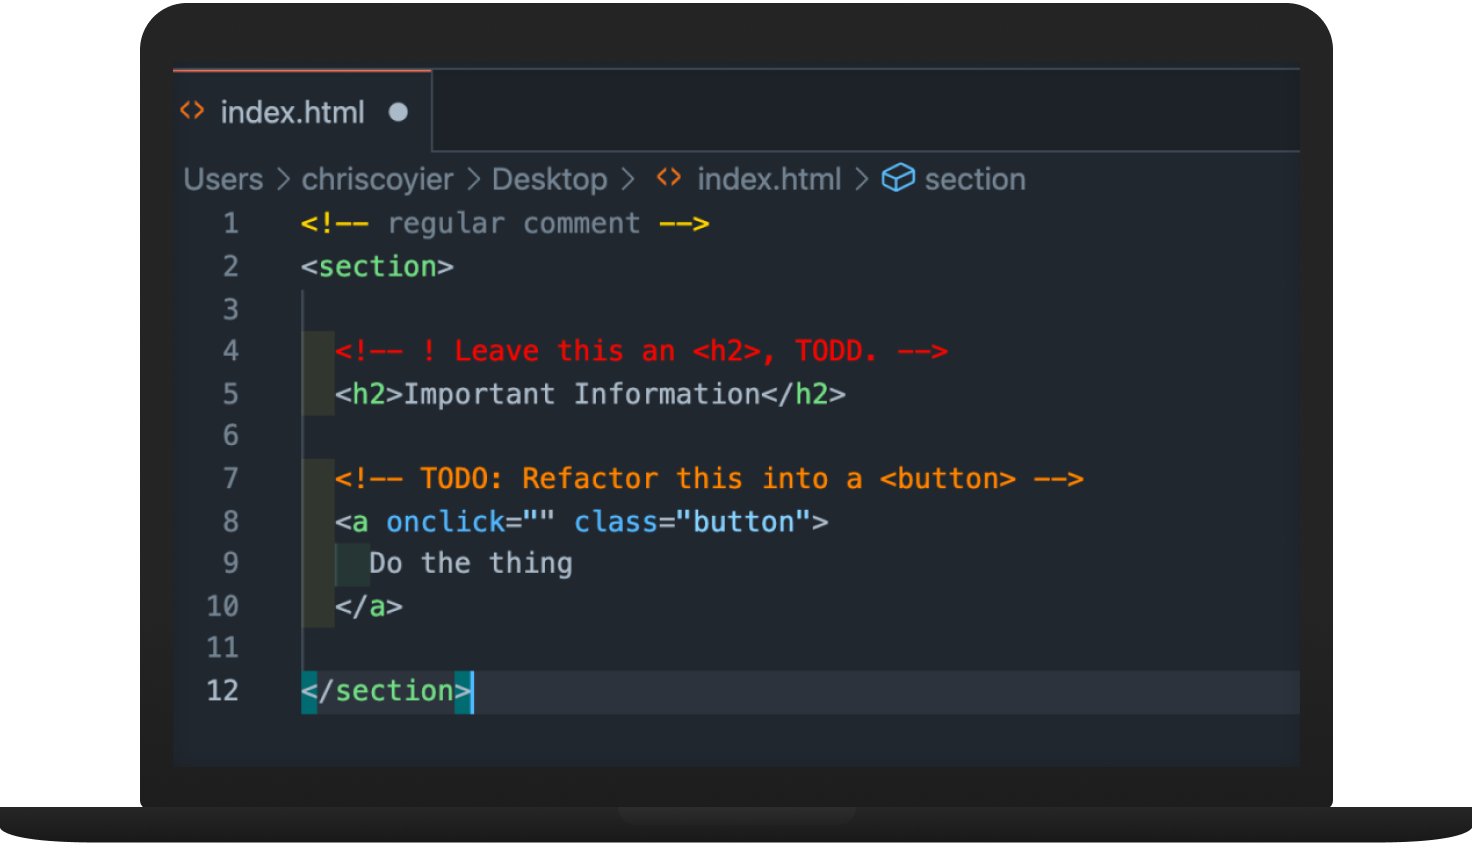 index.html
Users > chriscoyier > Desktop > <> index.html > section
1 <!-- regular comment -->
2 <section>
3
4 <!-- ! Leave this an <h2>, TODD. -->
5 <h2>Important Information</h2>
6
7 <!-- TODO: Refactor this into a <button> -->
8 <a onclick="" class="button">
9 Do the thing
10 </a>
11
12 </section>